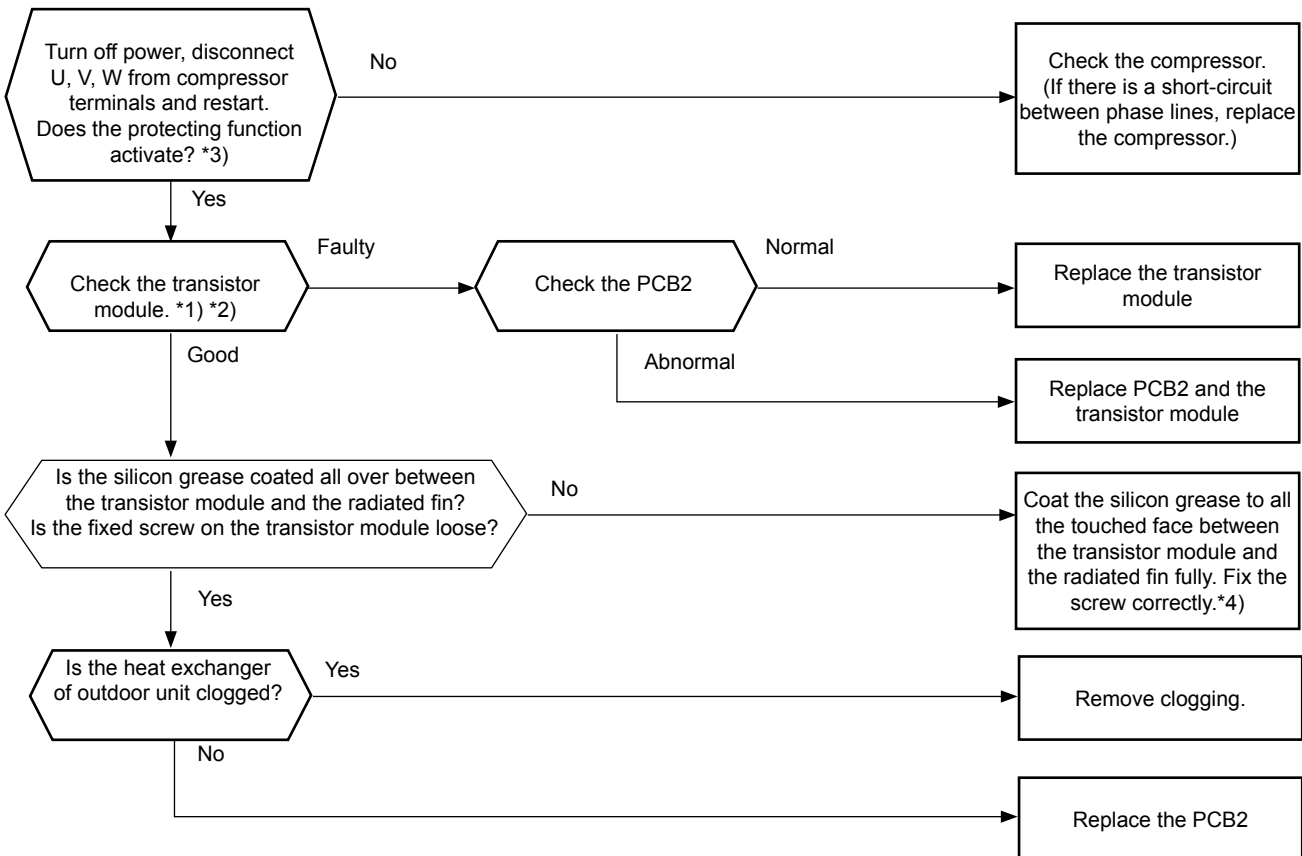 Turn off power, disconnect
U, V, W from compressor
terminals and restart.
Does the protecting function
activate? *3)
No
Check the compressor.
(If there is a short-circuit
between phase lines, replace
the compressor.)
Yes
Check the transistor
module. *1) *2)
Faulty
Check the PCB2
Normal
Replace the transistor
module
Good
Abnormal
Replace PCB2 and the
transistor module
Is the silicon grease coated all over between
the transistor module and the radiated fin?
Is the fixed screw on the transistor module loose?
No
Coat the silicon grease to all
the touched face between
the transistor module and
the radiated fin fully. Fix the
screw correctly.*4)
Yes
Is the heat exchanger
of outdoor unit clogged?
Yes
Remove clogging.
No
Replace the PCB2